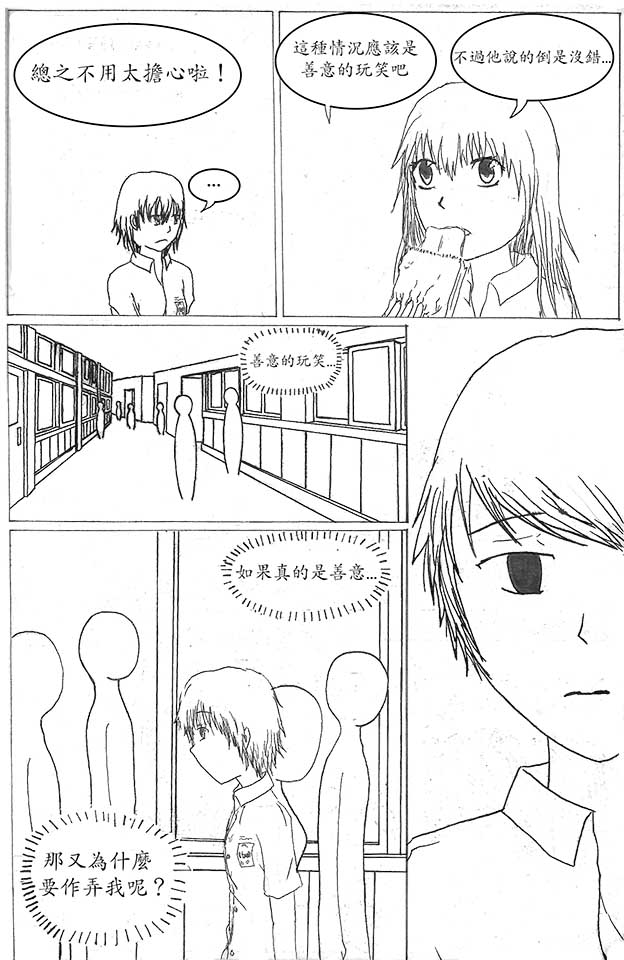 總之不用太擔心啦！
...
這種情況應該是
善意的玩笑吧
不過他說的倒是沒錯...
善意的玩笑...
如果真的是善意...
那又為什麼
要作弄我呢？